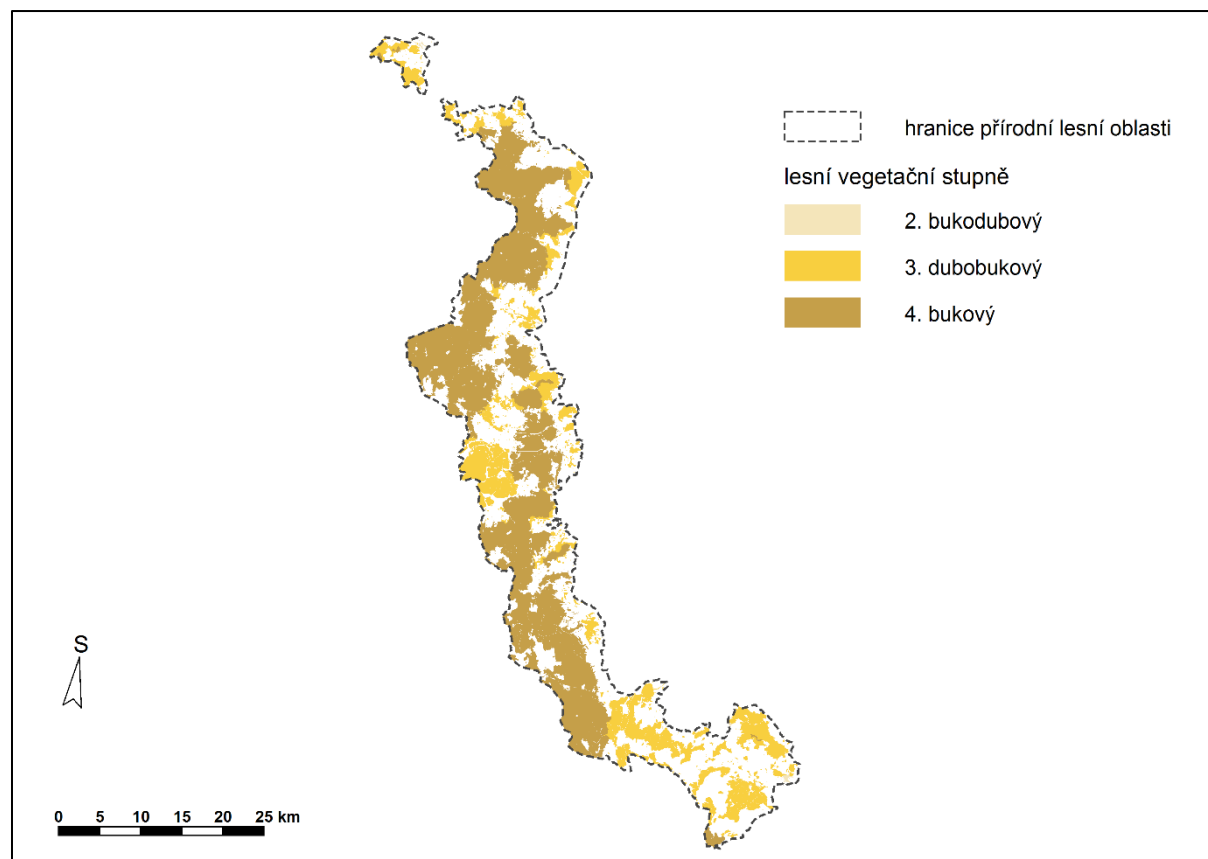 hranice přírodní lesní oblasti
lesní vegetační stupně
2. bukodubový
3. dubobukový
4. bukový
S
0 5 10 15 20 25 km